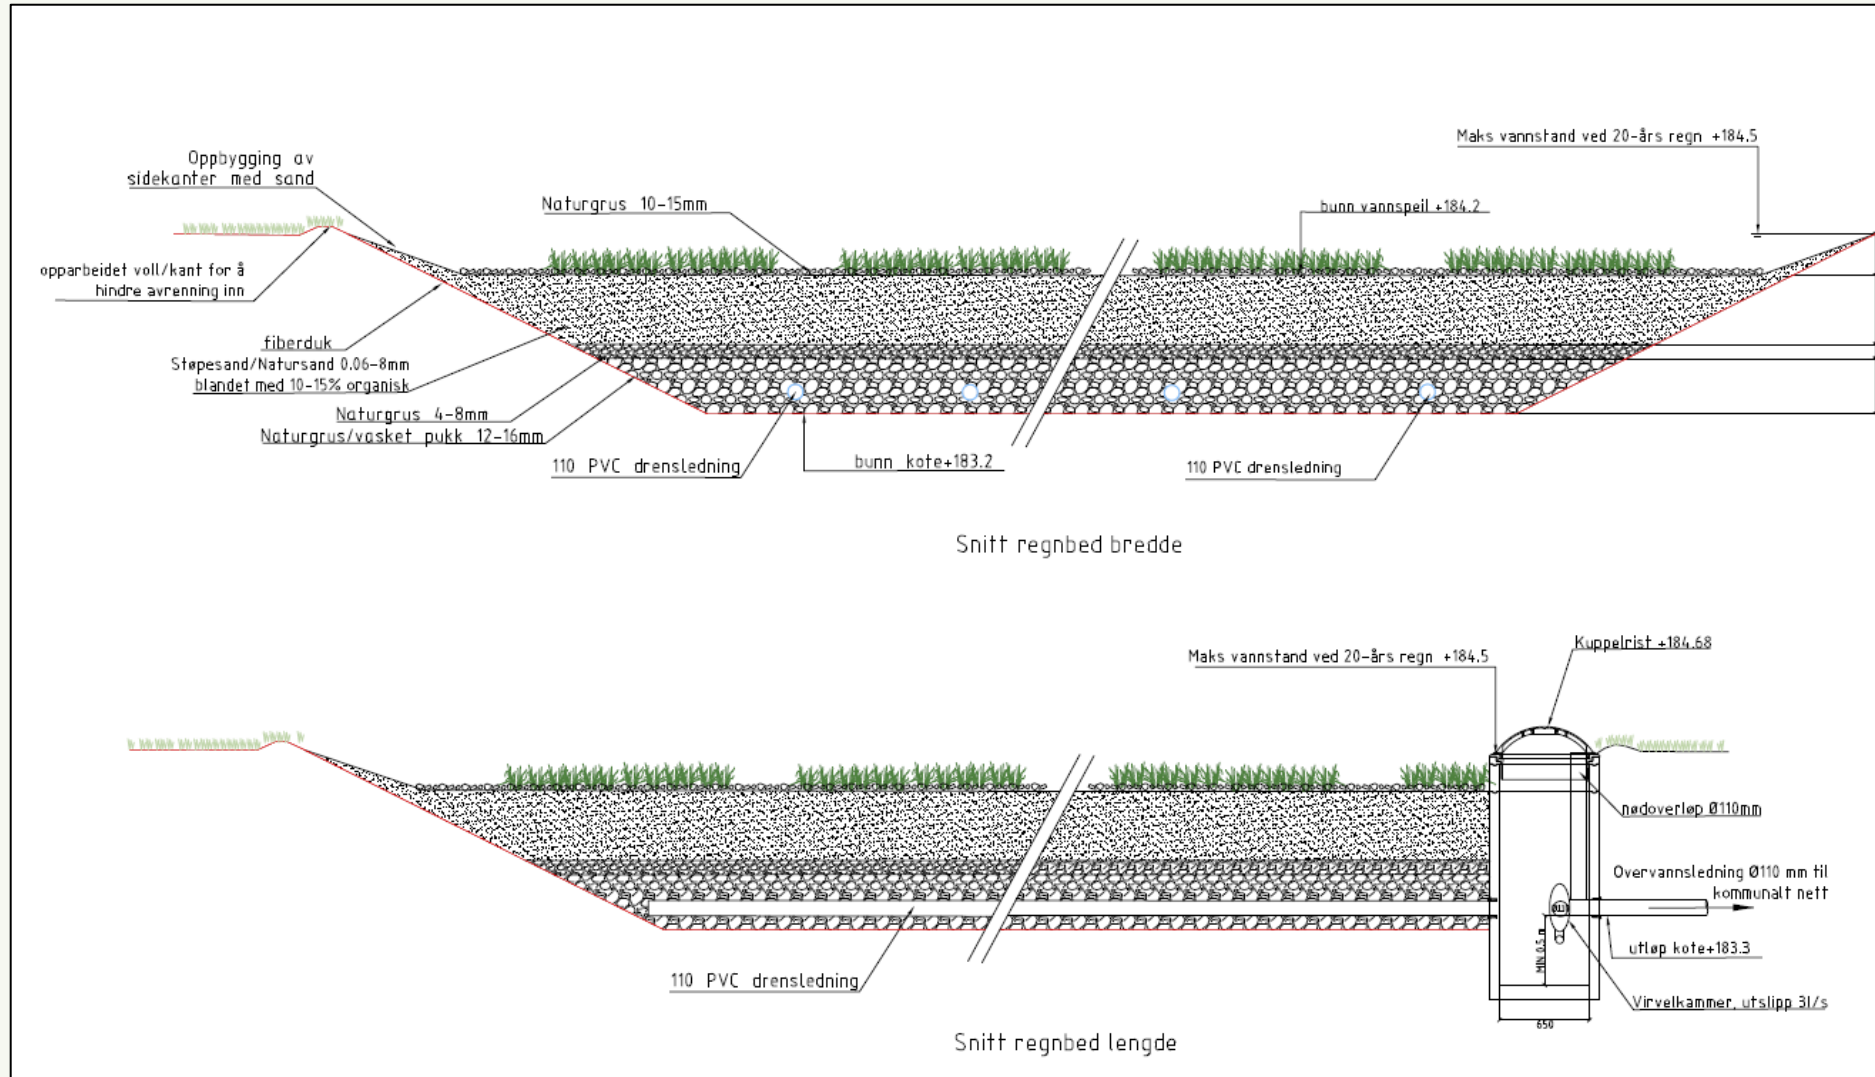 Maks vannstand ved 20-års regn +184.5
Oppbygging av
sidekanter med sand
Naturgrus 10-15mm
bunn vannspeil +184.2
opparbeidet voll/kant for å
hindre avrenning inn
fiberduk
Støpesand/Natursand 0.06-8mm
blandet med 10-15% organisk
Naturgrus 4-8mm
Naturgrus/vasket pukk 12-16mm
110 PVC drensledning
bunn kote+183.2
110 PVC drensledning
Snitt regnbed bredde
Kuppelrist +184.68
Maks vannstand ved 20-års regn +184.5
nødoverløp Ø110mm
Overvannsledning Ø110 mm til
kommunalt nett
MIN 0.5 m
utløp kote+183.3
110 PVC drensledning
Virvelkammer, utslipp 3l/s
650
Snitt regnbed lengde